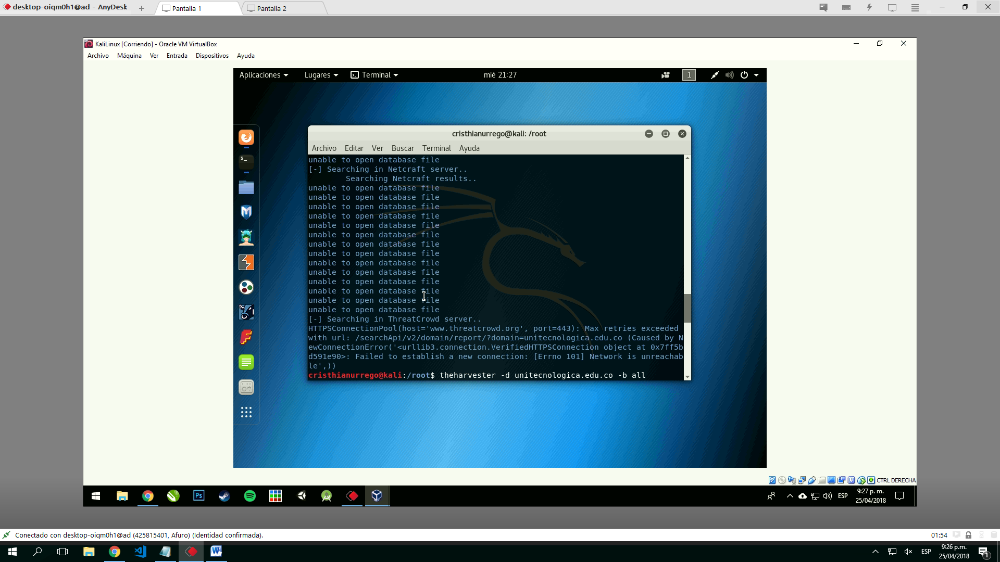 desktop-oiqm0h1@ad - AnyDesk
Pantalla 1
Pantalla 2
KaliLinux [Corriendo] - Oracle VM VirtualBox
Archivo Máquina Ver Entrada Dispositivos Ayuda
Aplicaciones Lugares Terminal mié 21:27 1
cristhianurrego@kali: /root
Archivo Editar Ver Buscar Terminal Ayuda
unable to open database file
[-] Searching in Netcraft server..
Searching Netcraft results..
unable to open database file
unable to open database file
unable to open database file
unable to open database file
unable to open database file
unable to open database file
unable to open database file
unable to open database file
unable to open database file
unable to open database file
unable to open database file
unable to open database file
unable to open database file
unable to open database file
[-] Searching in ThreatCrowd server..
HTTPSConnectionPool(host='www.threatcrowd.org', port=443): Max retries exceeded
with url: /searchApi/v2/domain/report/?domain=unitecnologica.edu.co (Caused by N
ewConnectionError('<urllib3.connection.VerifiedHTTPSConnection object at 0x7ff5b
d591e90>: Failed to establish a new connection: [Errno 101] Network is unreachab
le',))
cristhianurrego@kali:/root$ theharvester -d unitecnologica.edu.co -b all
CTRL DERECHA
Ps
ESP
9:27 p. m.
25/04/2018
Conectado con desktop-oiqm0h1@ad (425815401, Afuro) (Identidad confirmada).
01:54
ESP
9:26 p.m.
25/04/2018
1